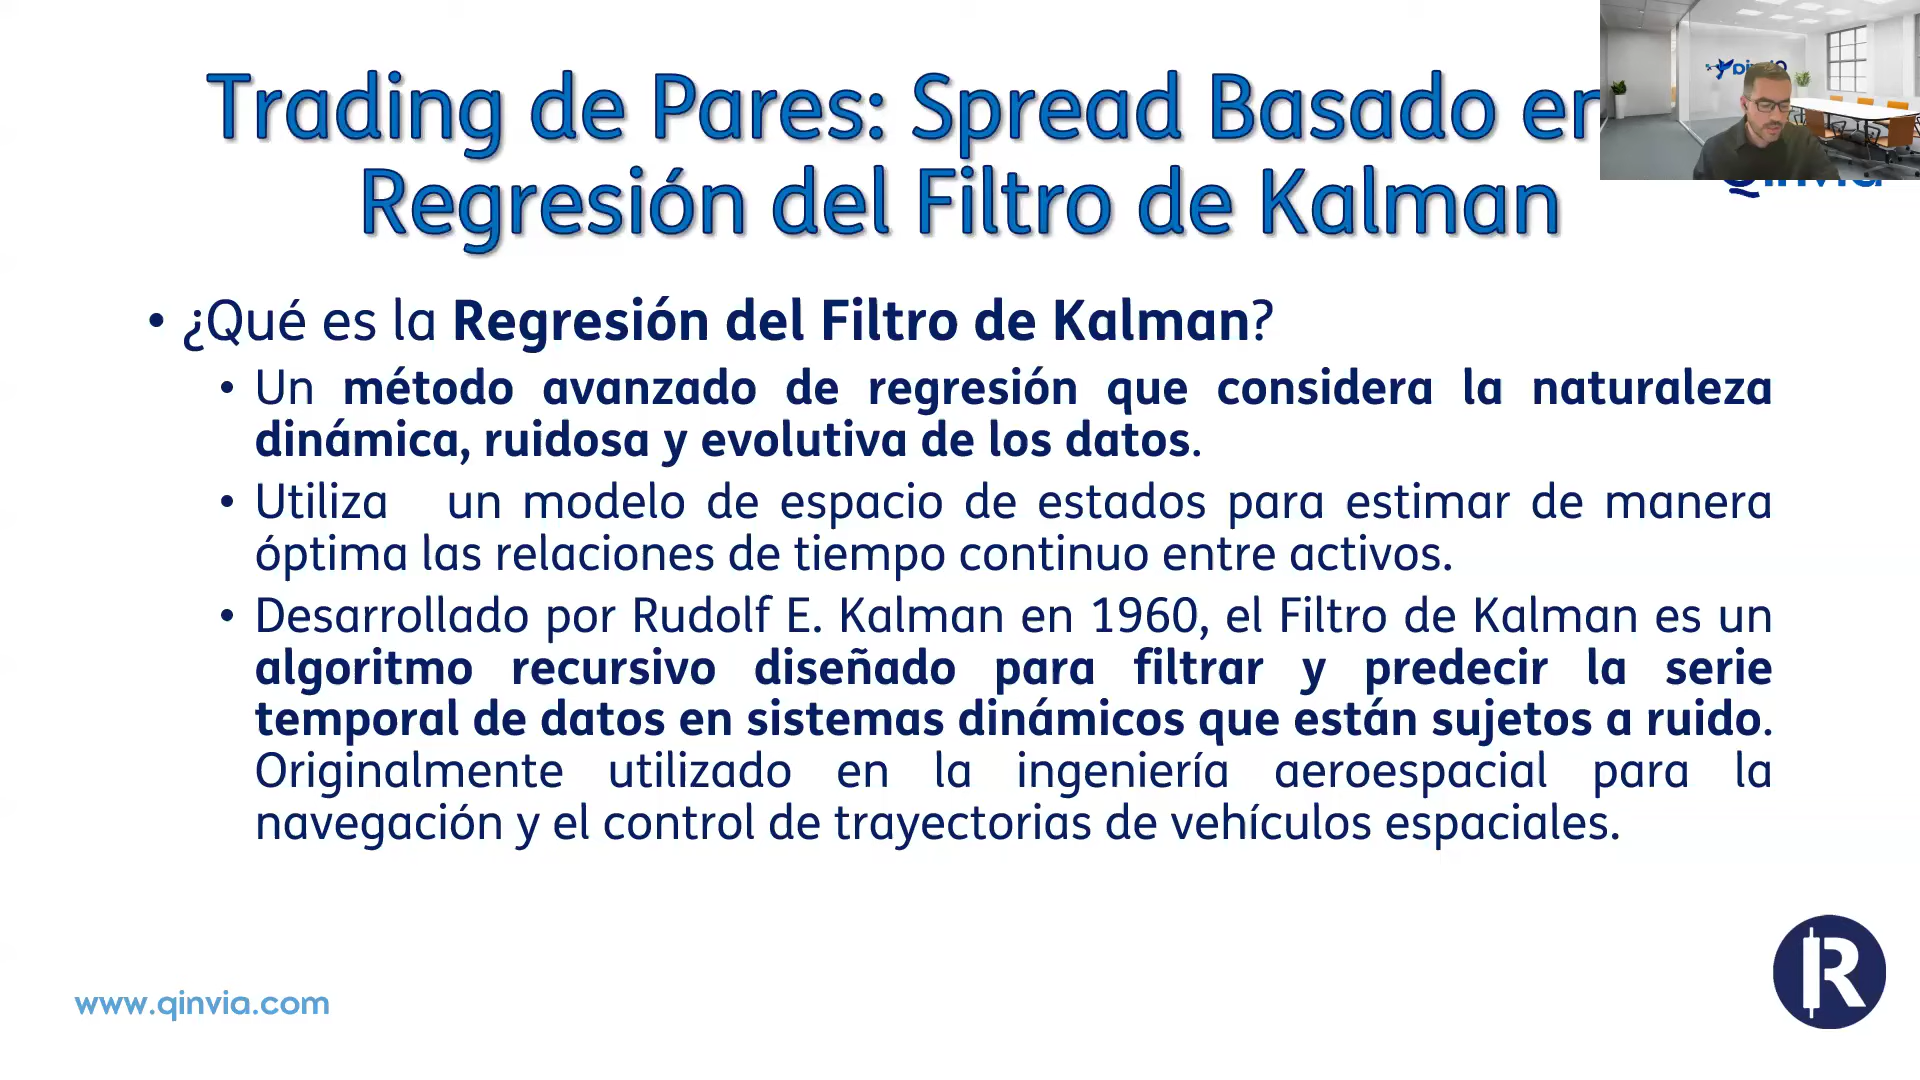 Trading de Pares: Spread Basado en
Regresión del Filtro de Kalman
• ¿Qué es la Regresión del Filtro de Kalman?
• Un método avanzado de regresión que considera la naturaleza
dinámica, ruidosa y evolutiva de los datos.
• Utiliza un modelo de espacio de estados para estimar de manera
óptima las relaciones de tiempo continuo entre activos.
• Desarrollado por Rudolf E. Kalman en 1960, el Filtro de Kalman es un
algoritmo recursivo diseñado para filtrar y predecir la serie
temporal de datos en sistemas dinámicos que están sujetos a ruido.
Originalmente utilizado en la ingeniería aeroespacial para la
navegación y el control de trayectorias de vehículos espaciales.
www.qinvia.com
R